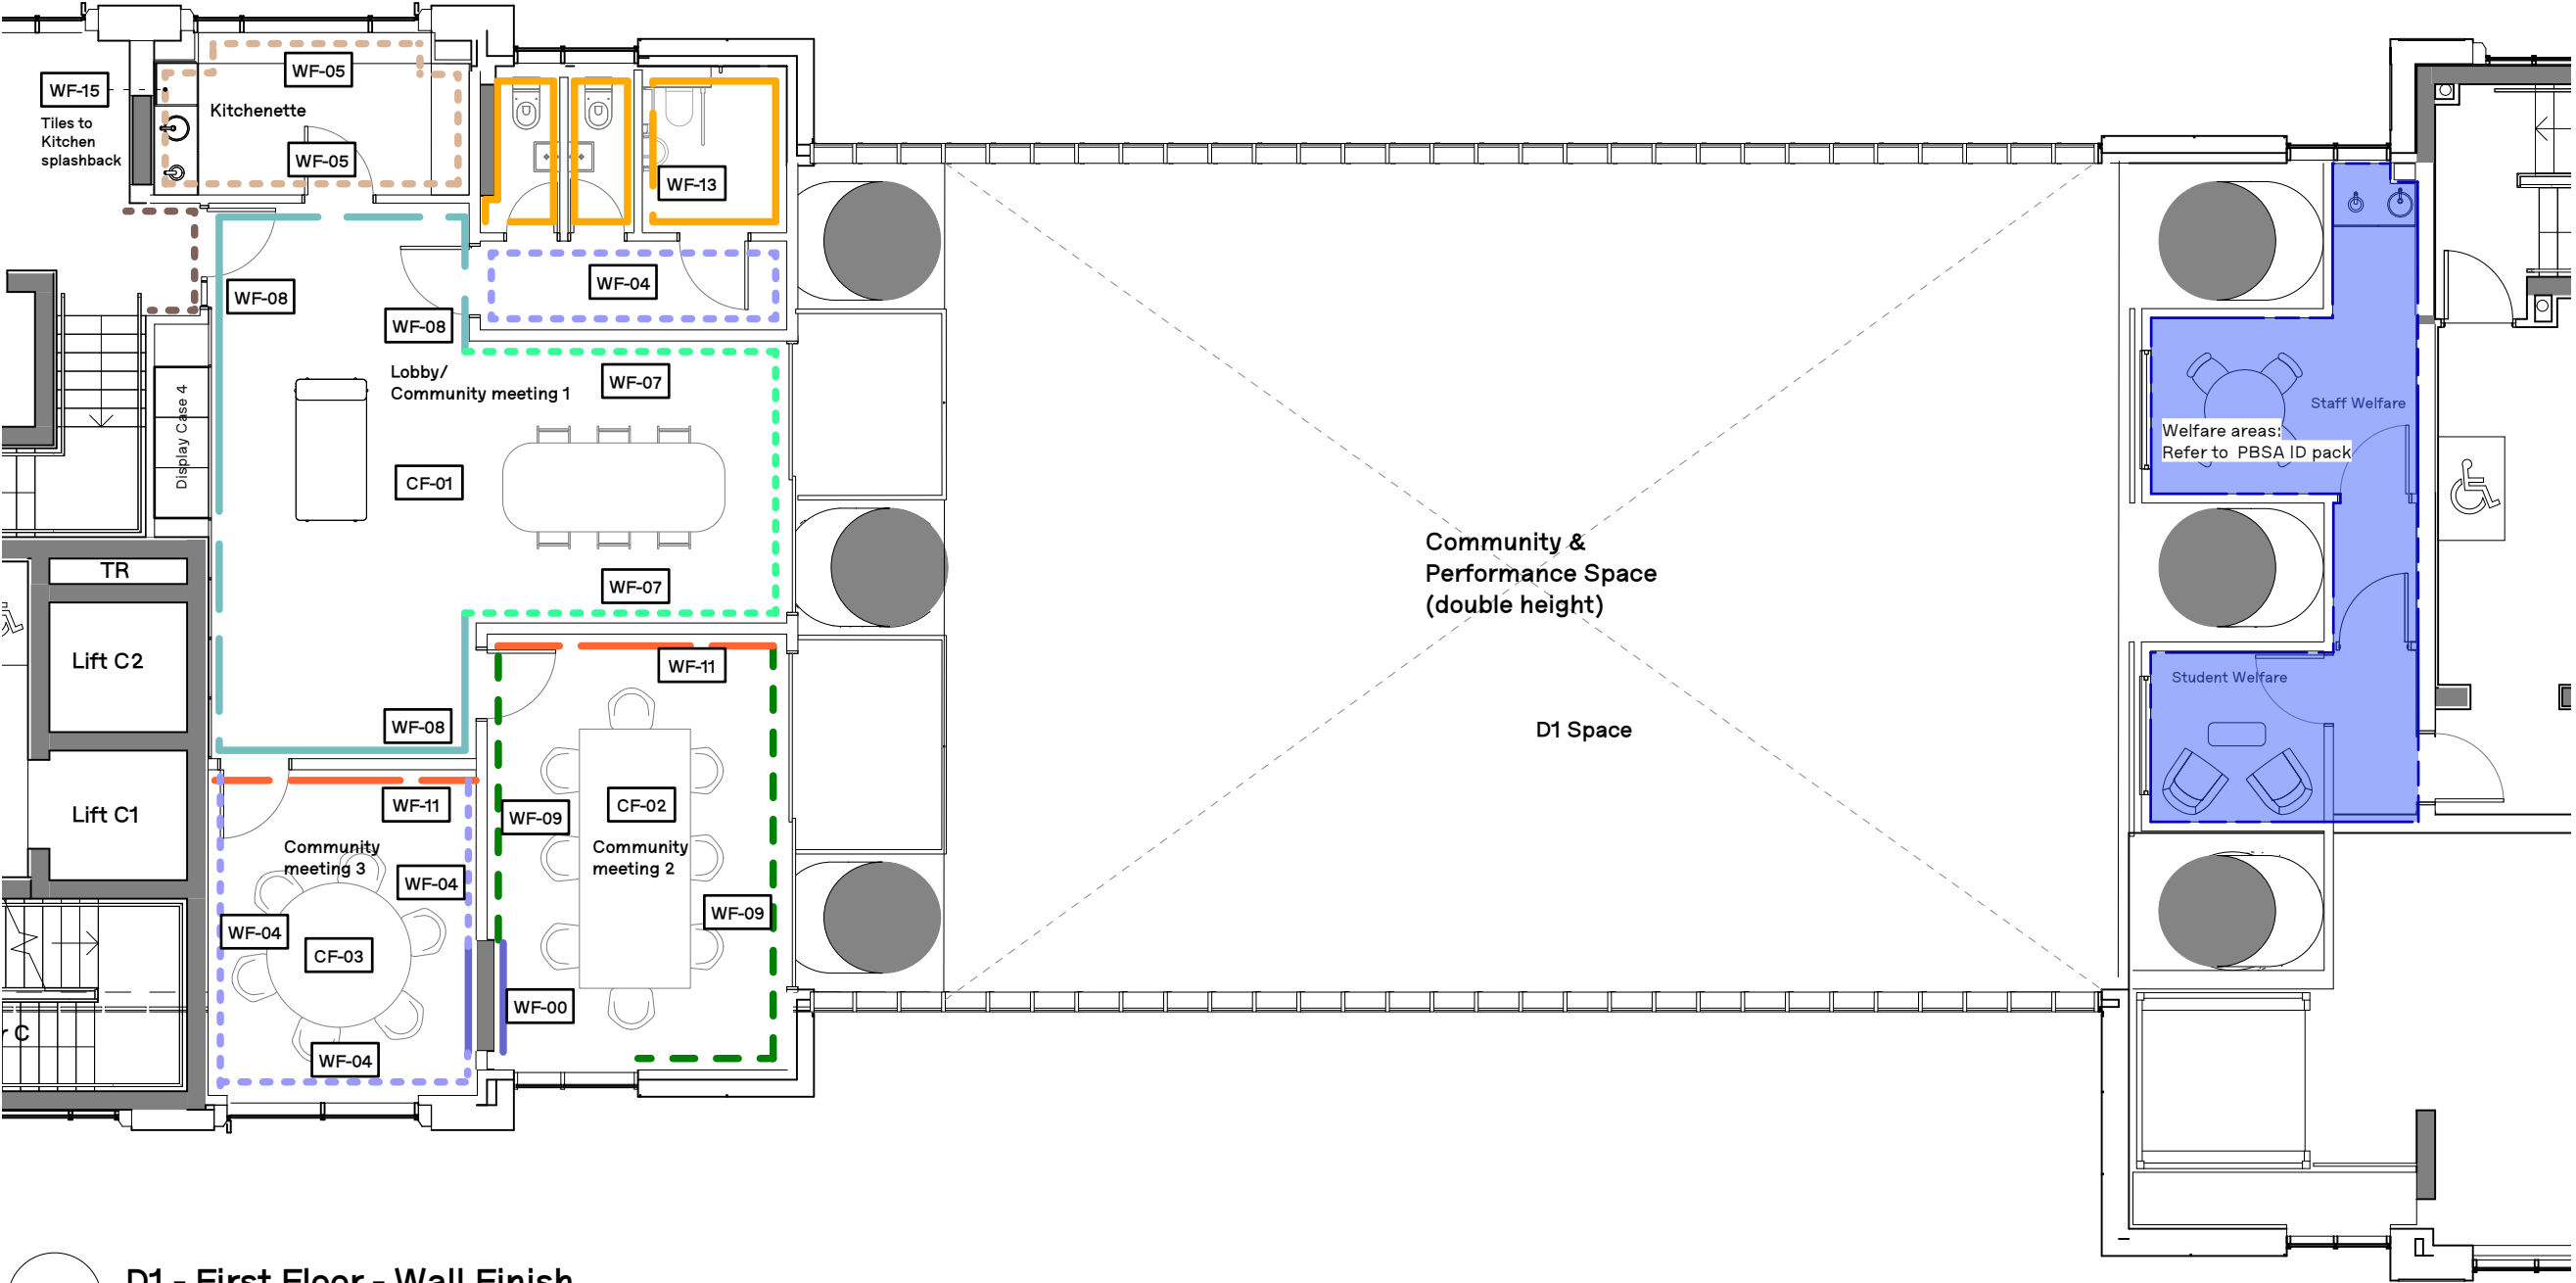 WF-15
Tiles to
Kitchen
splashback
WF-05
Kitchenette
WF-05
WF-13
WF-04
WF-08
WF-08
Lobby/
Community meeting 1
WF-07
Display Case 4
CF-01
WF-07
TR
Lift C2
Lift C1
WF-08
WF-11
WF-11
WF-09
CF-02
Community
meeting 2
WF-09
Community
meeting 3
WF-04
WF-04
CF-03
WF-04
WF-00
r C
Community &
Performance Space
(double height)
D1 Space
Staff Welfare
Welfare areas:
Refer to PBSA ID pack
Student Welfare
D1 - First Floor - Wall Finish